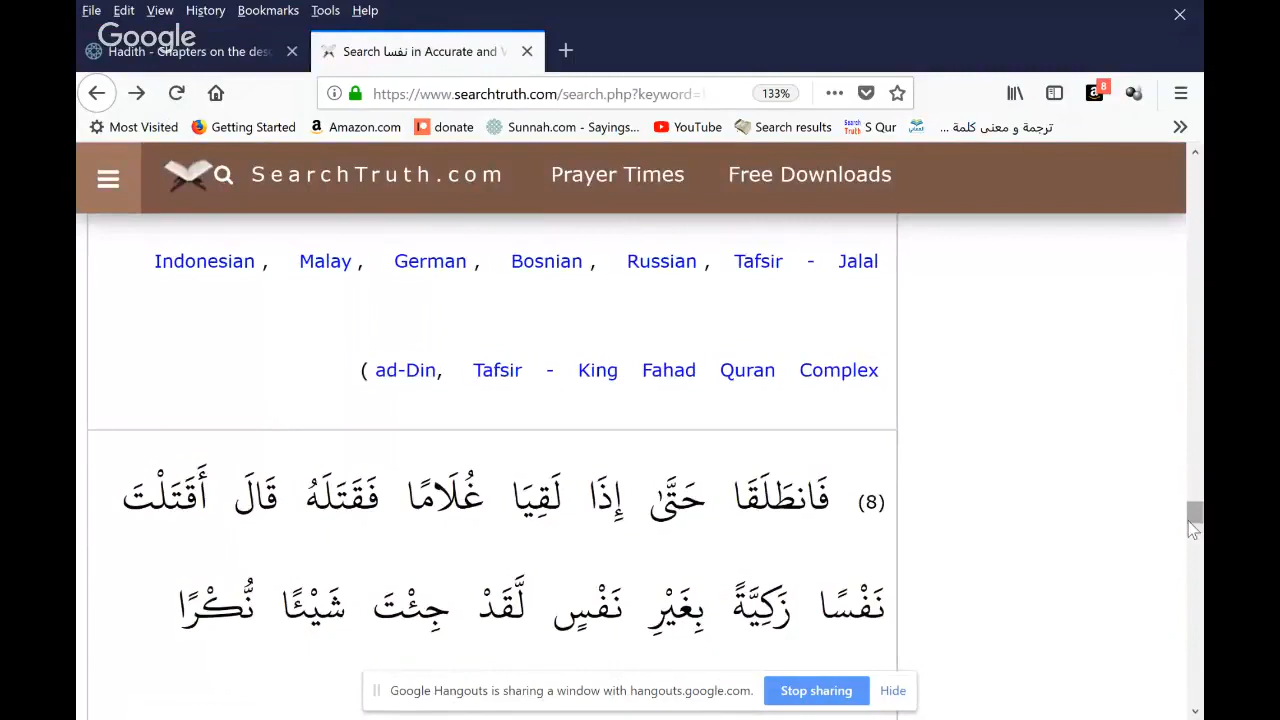 File Edit View History Bookmarks Tools Help
Google
Hadith - Chapters on the des
Search نفسا in Accurate and V
https://www.searchtruth.com/search.php?keyword= 133%
8
Most Visited Getting Started Amazon.com donate Sunnah.com - Sayings... YouTube Search results Search Truth S Qur ترجمة و معنى كلمة ...
SearchTruth.com Prayer Times Free Downloads
Indonesian , Malay , German , Bosnian , Russian , Tafsir - Jalal
( ad-Din, Tafsir - King Fahad Quran Complex
(8) فَانطَلَقَا حَتَّىٰ إِذَا لَقِيَا غُلَامًا فَقَتَلَهُ قَالَ أَقَتَلْتَ
نَفْسًا زَكِيَّةً بِغَيْرِ نَفْسٍ لَّقَدْ جِئْتَ شَيْئًا نُّكْرًا
Google Hangouts is sharing a window with hangouts.google.com. Stop sharing Hide